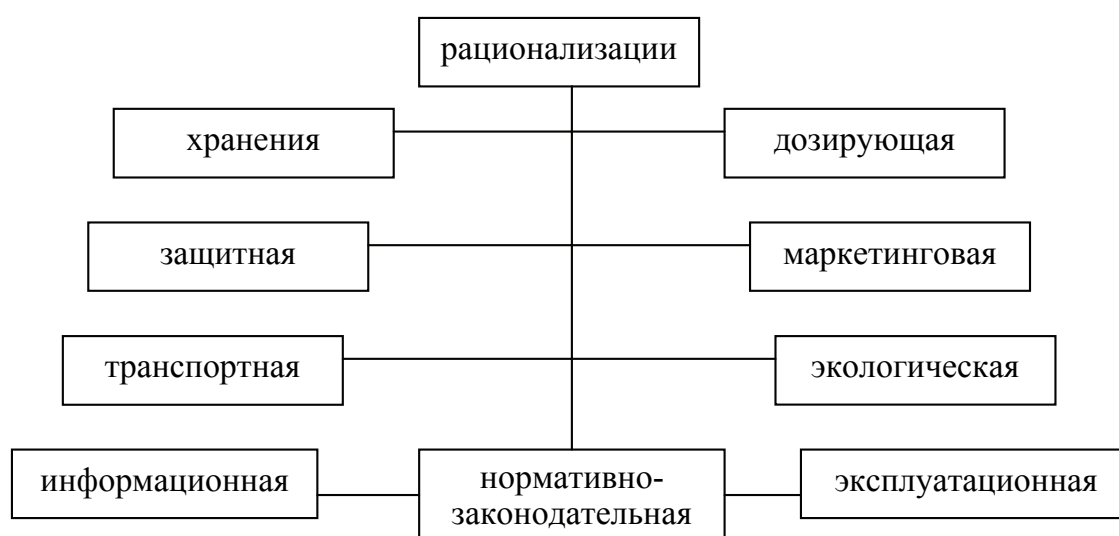 рационализации
хранения
дозирующая
защитная
маркетинговая
транспортная
экологическая
информационная
нормативно-
законодательная
эксплуатационная